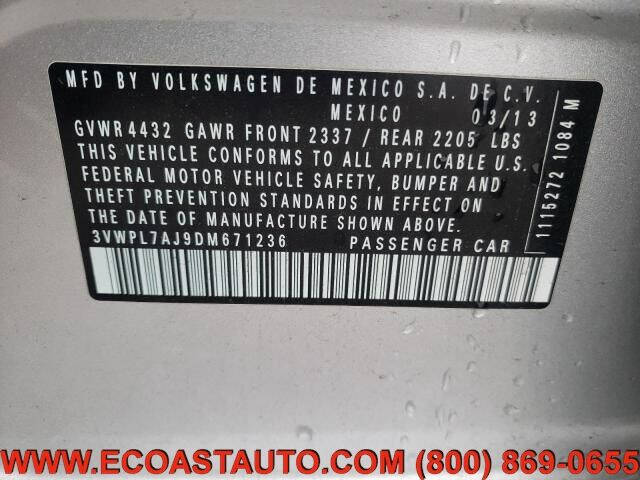 MFD BY VOLKSWAGEN DE MEXICO S.A. DE C.V.
MEXICO 03/13
GVWR 4432 GAWR FRONT 2337 / REAR 2205 LBS
THIS VEHICLE CONFORMS TO ALL APPLICABLE U.S.
FEDERAL MOTOR VEHICLE SAFETY, BUMPER AND
THEFT PREVENTION STANDARDS IN EFFECT ON
THE DATE OF MANUFACTURE SHOWN ABOVE.
3VWPL7AJ9DM671236 PASSENGER CAR
1115272 1084 M
WWW.ECOASTAUTO.COM (800) 869-0655